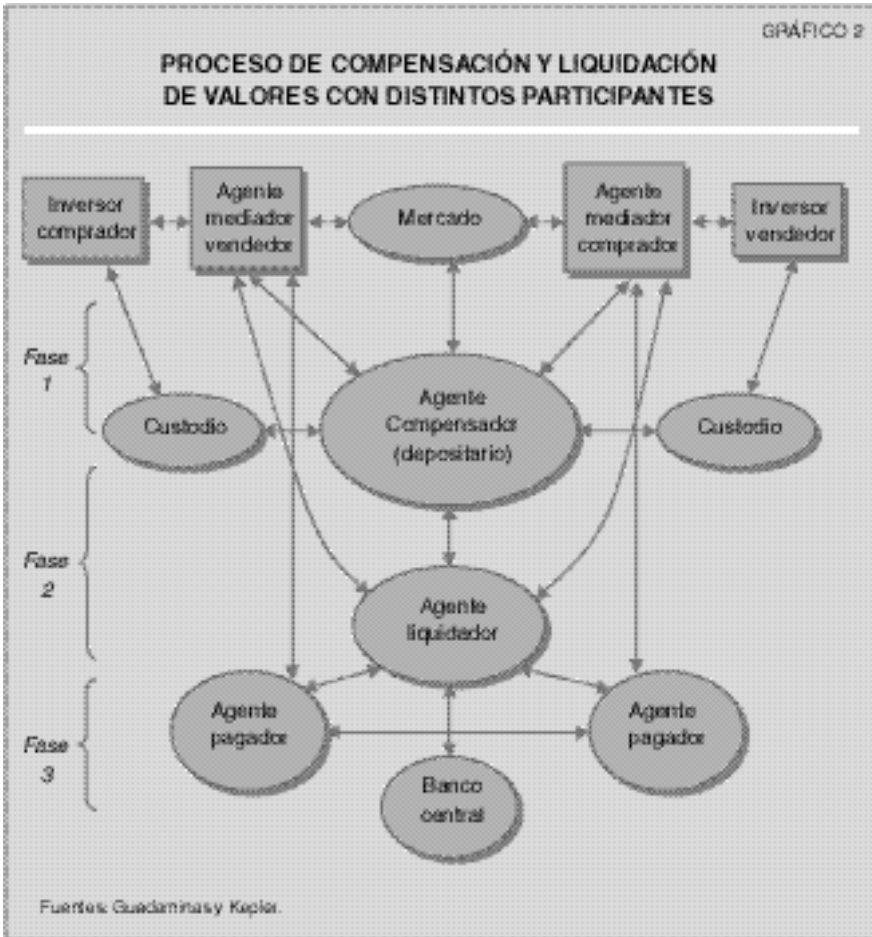 GRÁFICO 2
PROCESO DE COMPENSACIÓN Y LIQUIDACIÓN
DE VALORES CON DISTINTOS PARTICIPANTES
Inversor
comprador
Agente
mediador
vendedor
Mercado
Agente
mediador
comprador
Inversor
vendedor
Fase
1
Custodio
Agente
Compensador
(depositario)
Custodio
Fase
2
Agente
liquidador
Fase
3
Agente
pagador
Agente
pagador
Banco
central
Fuentes: Guadaminas y Kepler.